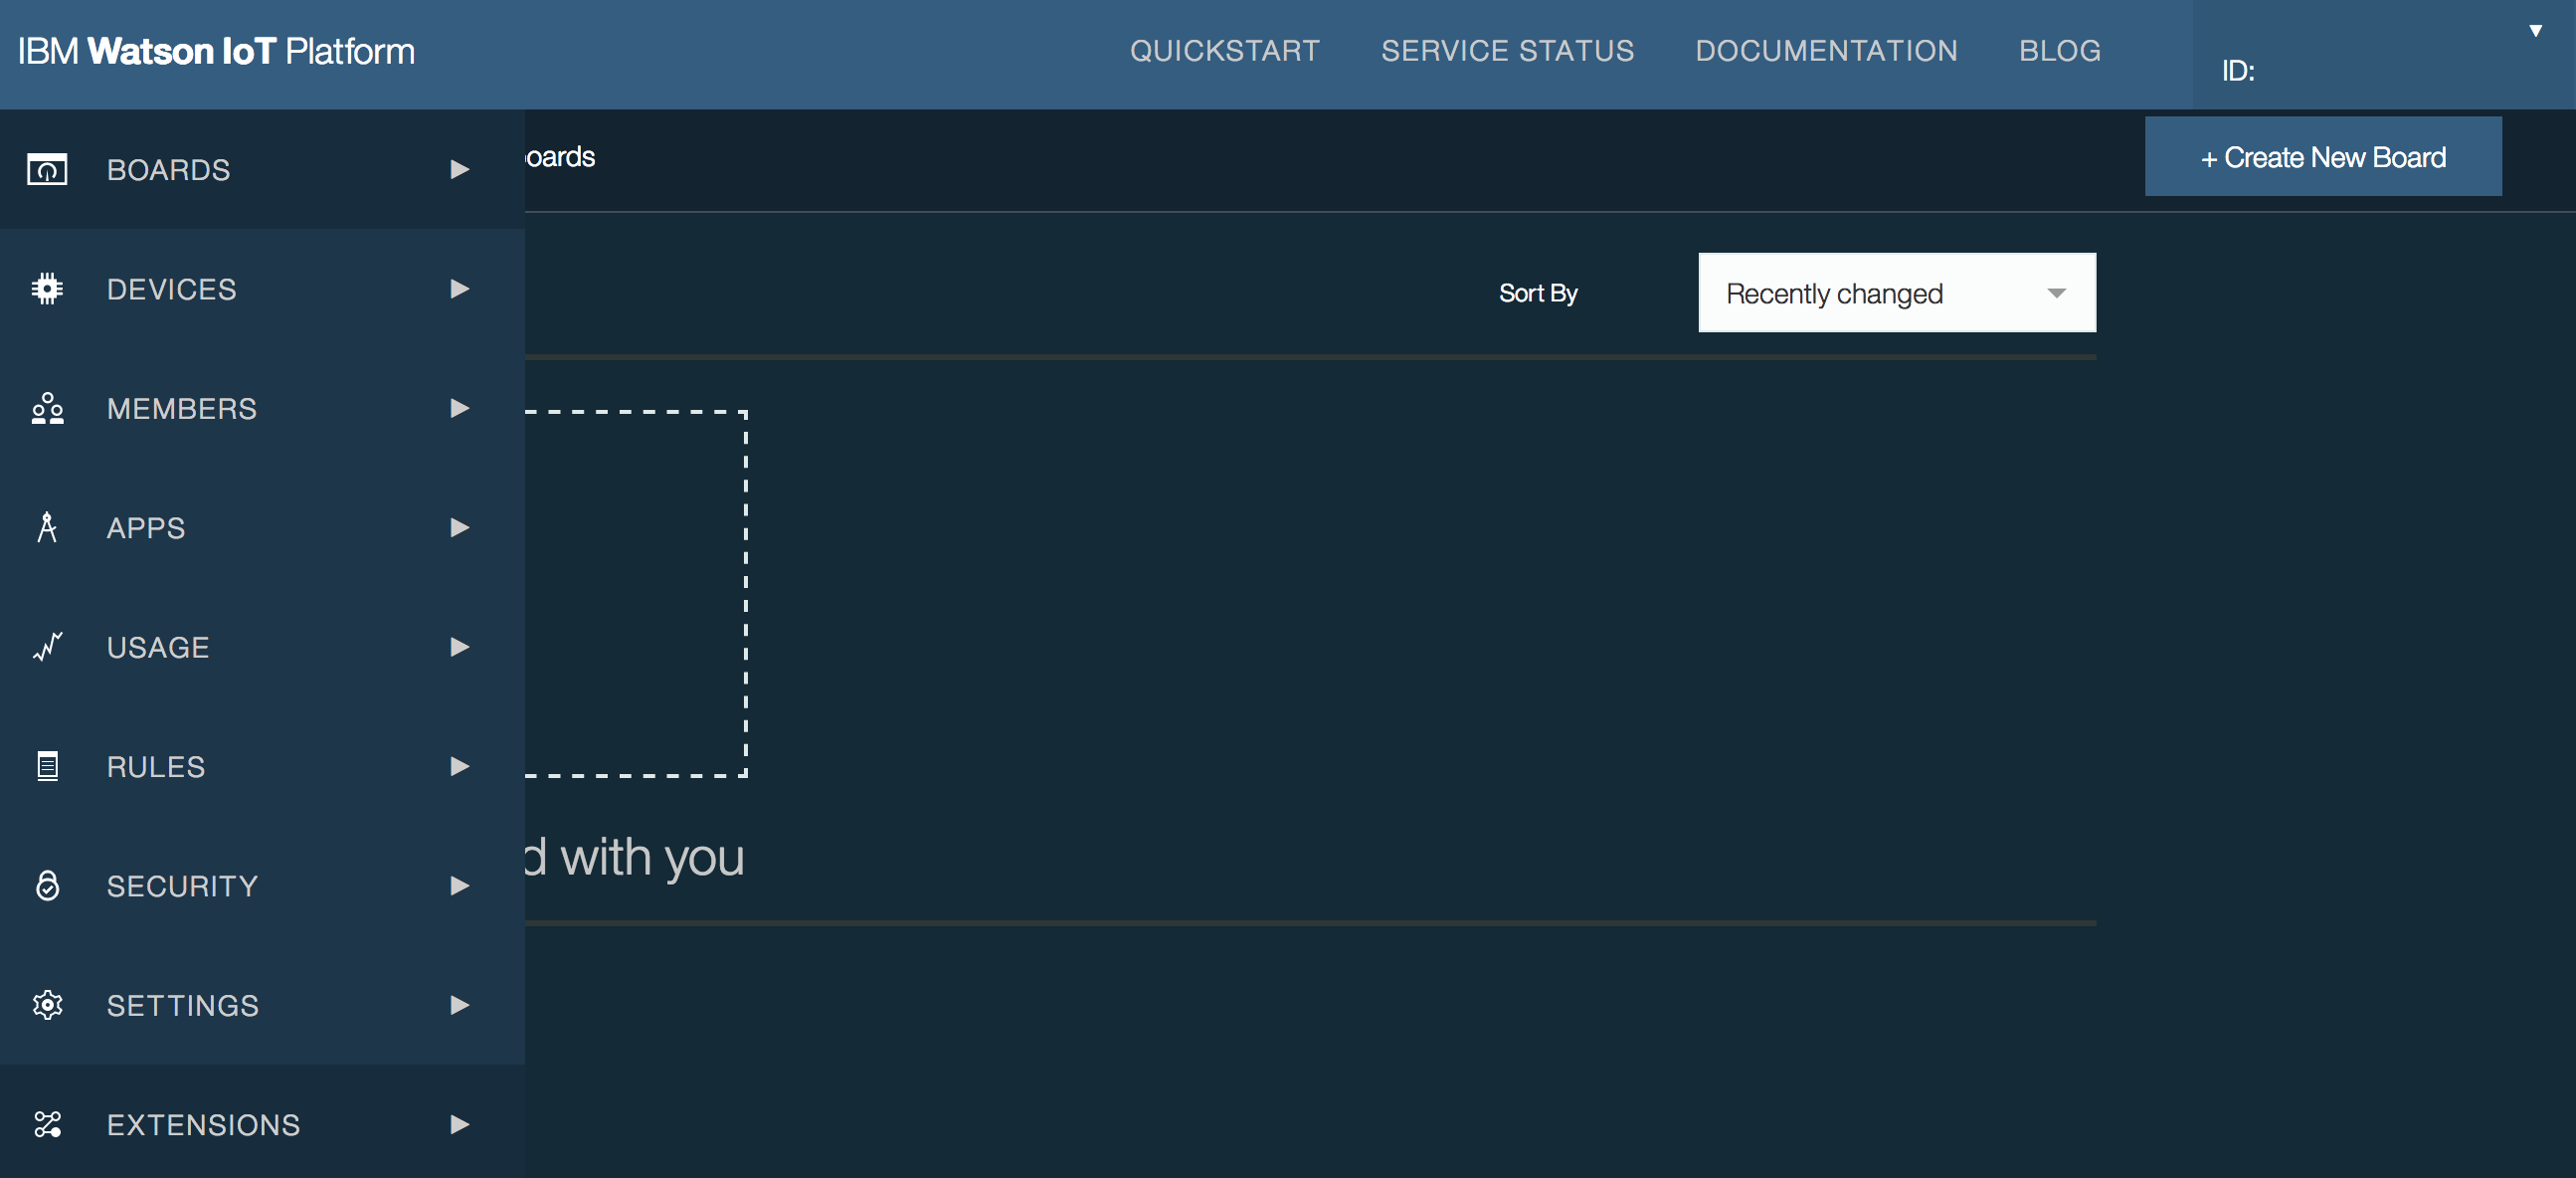 IBM Watson IoT Platform
QUICKSTART
SERVICE STATUS
DOCUMENTATION
BLOG
ID:
BOARDS
DEVICES
MEMBERS
APPS
USAGE
RULES
SECURITY
SETTINGS
EXTENSIONS
oards
+ Create New Board
Sort By
Recently changed
d with you